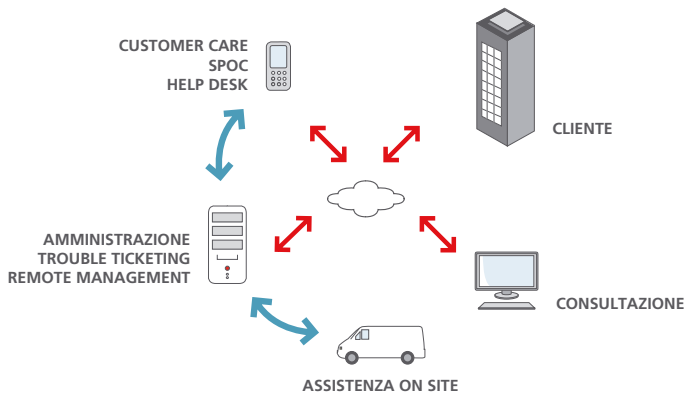 CUSTOMER CARE
SPOC
HELP DESK
CLIENTE
AMMINISTRAZIONE
TROUBLE TICKETING
REMOTE MANAGEMENT
CONSULTAZIONE
ASSISTENZA ON SITE